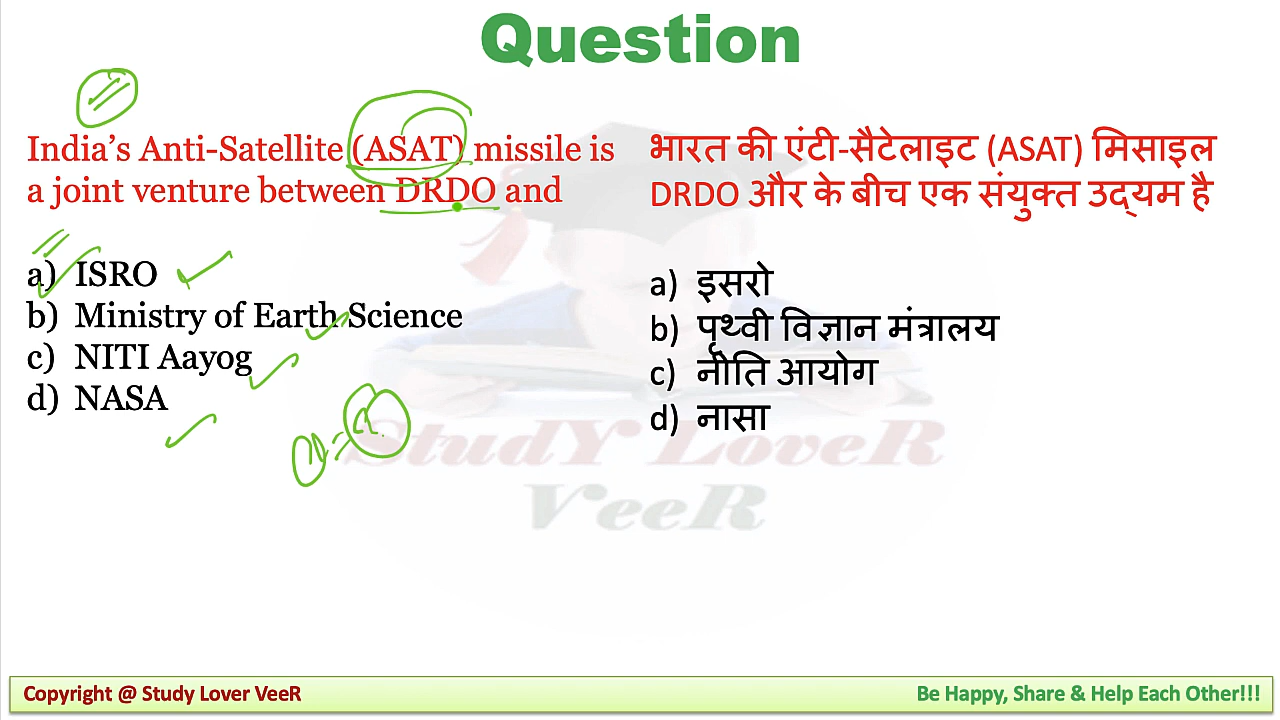 Question
India's Anti-Satellite (ASAT) missile is
a joint venture between DRDO and
a) ISRO
b) Ministry of Earth Science
c) NITI Aayog
d) NASA
भारत की एंटी-सैटेलाइट (ASAT) मिसाइल
DRDO और के बीच एक संयुक्त उद्यम है
a) इसरो
b) पृथ्वी विज्ञान मंत्रालय
c) नीति आयोग
d) नासा
StudY LoveR
VeeR
Copyright @ Study Lover VeeR
Be Happy, Share & Help Each Other!!!